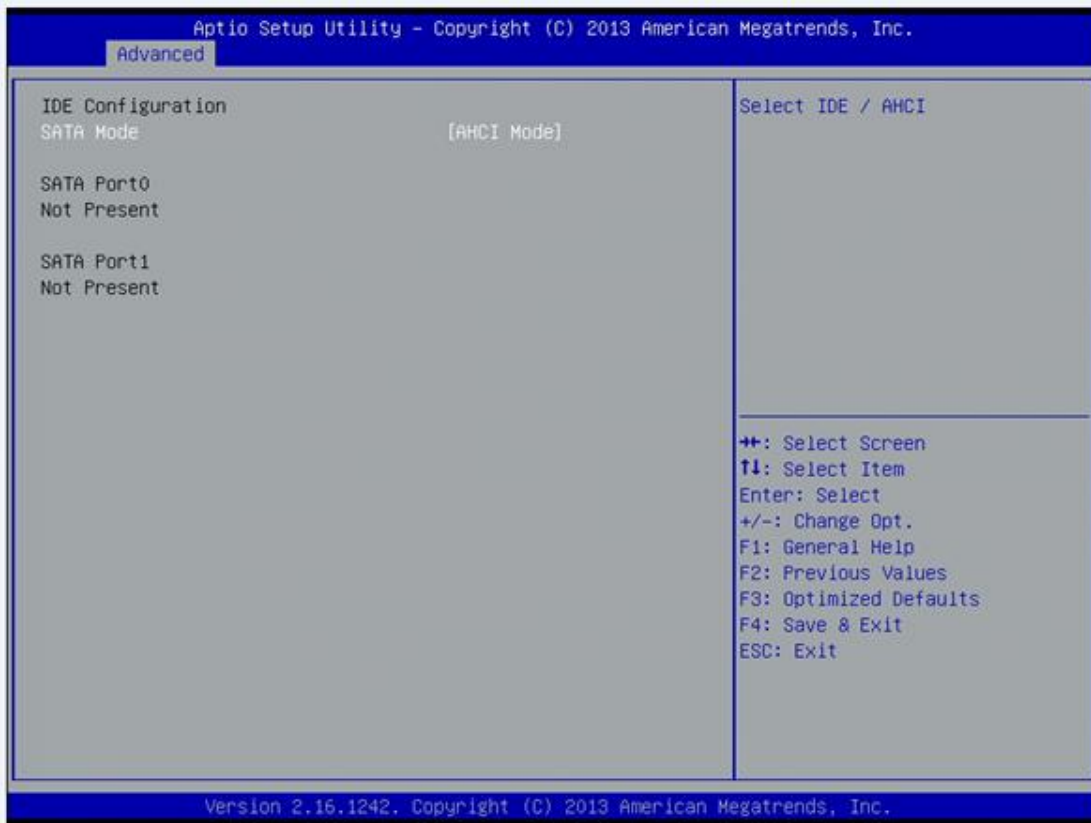 Aptio Setup Utility – Copyright (C) 2013 American Megatrends, Inc.
Advanced
IDE Configuration
SATA Mode [AHCI Mode]
SATA Port0
Not Present
SATA Port1
Not Present
Select IDE / AHCI
→←: Select Screen
↑↓: Select Item
Enter: Select
+/-: Change Opt.
F1: General Help
F2: Previous Values
F3: Optimized Defaults
F4: Save & Exit
ESC: Exit
Version 2.16.1242. Copyright (C) 2013 American Megatrends, Inc.